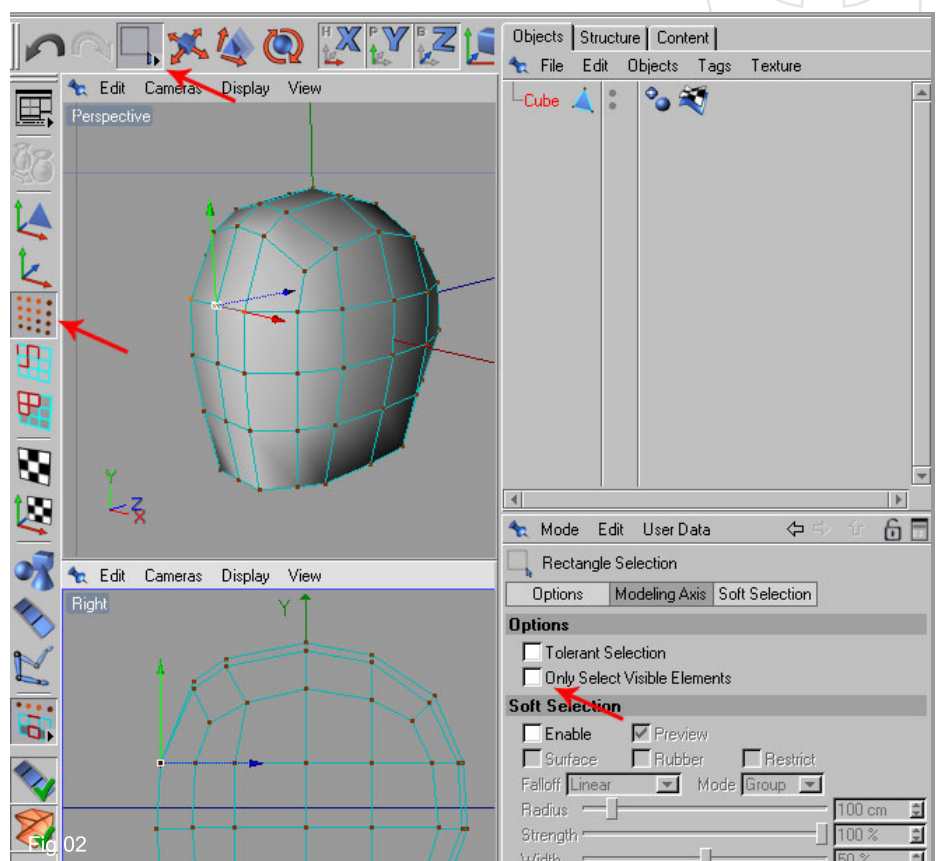 H X P Y B Z
Objects Structure Content
File Edit Objects Tags Texture
Cube
Edit Cameras Display View
Perspective
Y
Z
X
Mode Edit User Data
Rectangle Selection
Options Modeling Axis Soft Selection
Options
Tolerant Selection
Only Select Visible Elements
Soft Selection
Enable Preview
Surface Rubber Restrict
Falloff Linear Mode Group
Radius 100 cm
Strength 100 %
Width 50 %
Edit Cameras Display View
Right
Y
Fig 02